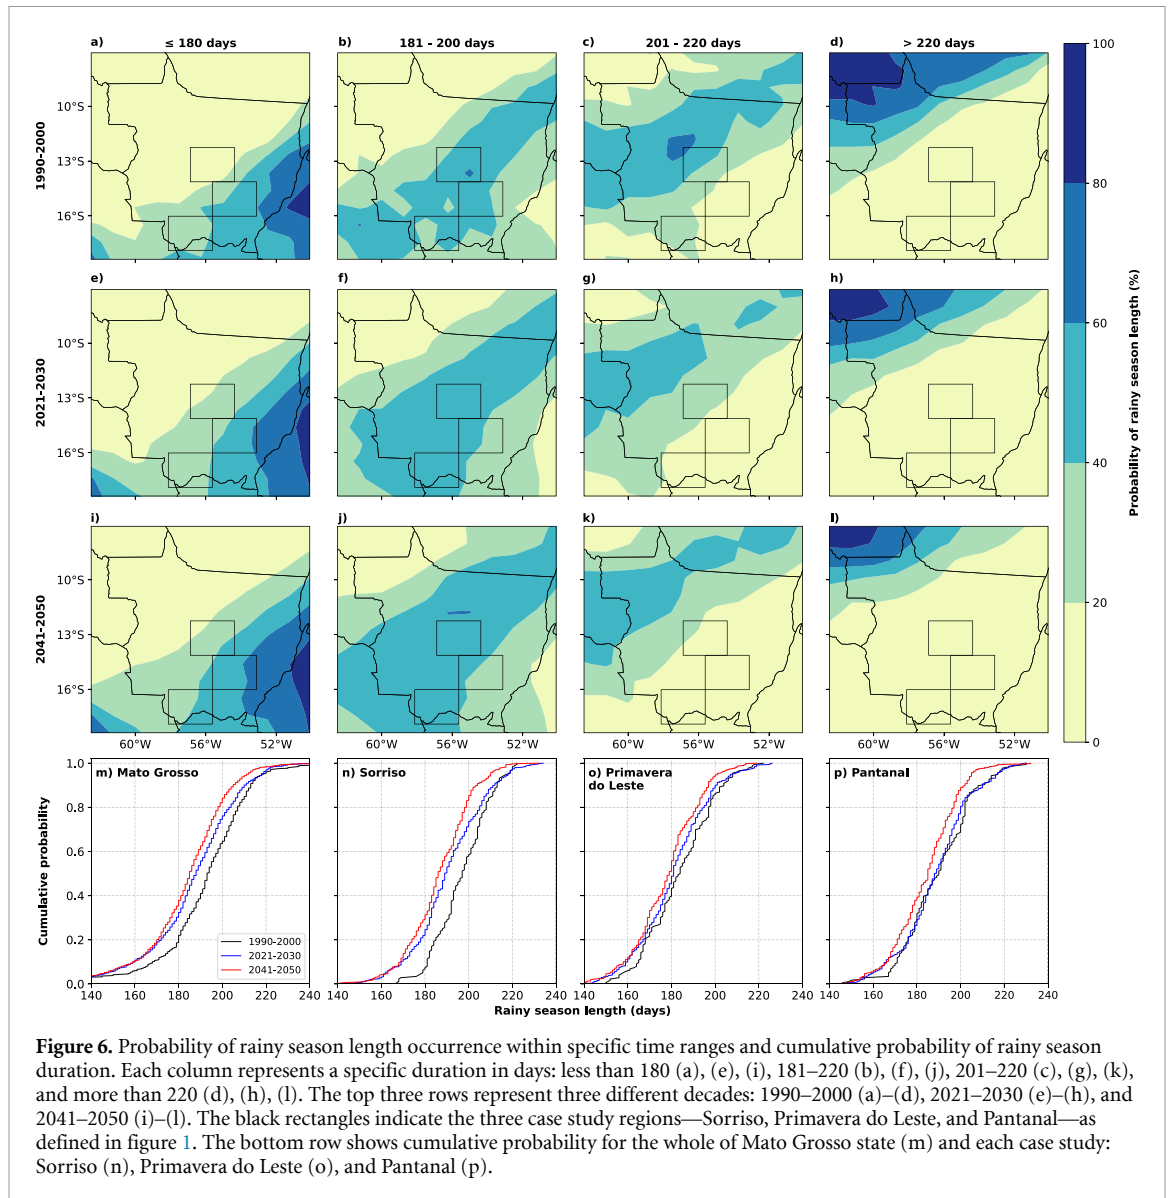 a)
≤ 180 days
b)
181 - 200 days
c)
201 - 220 days
d)
> 220 days
1990-2000
10°S
13°S
16°S
e)
f)
g)
h)
2021-2030
10°S
13°S
16°S
i)
j)
k)
l)
2041-2050
10°S
13°S
16°S
60°W 56°W 52°W
60°W 56°W 52°W
60°W 56°W 52°W
60°W 56°W 52°W
100
80
60
40
20
0
Probability of rainy season length (%)
Cumulative probability
1.0
0.8
0.6
0.4
0.2
0.0
m) Mato Grosso
1990-2000
2021-2030
2041-2050
140 160 180 200 220 240
n) Sorriso
140 160 180 200 220 240
o) Primavera
do Leste
140 160 180 200 220 240
p) Pantanal
140 160 180 200 220 240
Rainy season length (days)
Figure 6. Probability of rainy season length occurrence within specific time ranges and cumulative probability of rainy season
duration. Each column represents a specific duration in days: less than 180 (a), (e), (i), 181–220 (b), (f), (j), 201–220 (c), (g), (k),
and more than 220 (d), (h), (l). The top three rows represent three different decades: 1990–2000 (a)–(d), 2021–2030 (e)–(h), and
2041–2050 (i)–(l). The black rectangles indicate the three case study regions—Sorriso, Primavera do Leste, and Pantanal—as
defined in figure 1. The bottom row shows cumulative probability for the whole of Mato Grosso state (m) and each case study:
Sorriso (n), Primavera do Leste (o), and Pantanal (p).